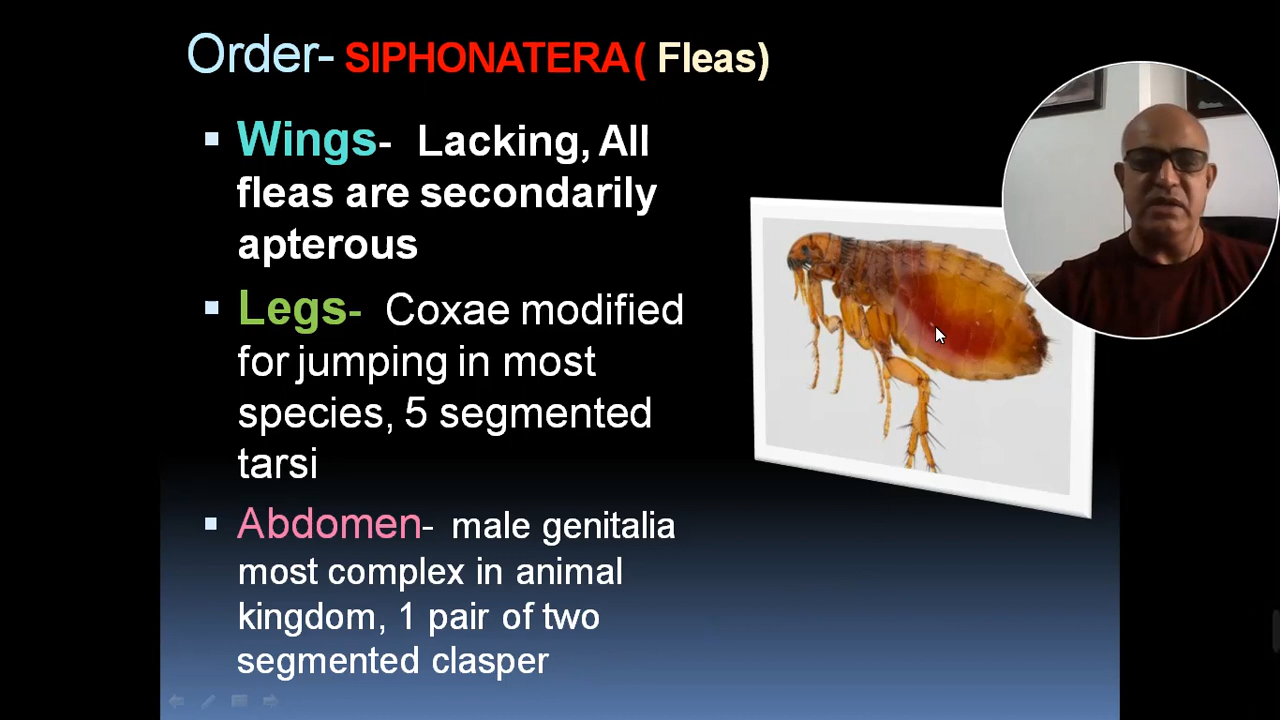 Order- SIPHONATERA ( Fleas)
▪ Wings- Lacking, All
fleas are secondarily
apterous
▪ Legs- Coxae modified
for jumping in most
species, 5 segmented
tarsi
▪ Abdomen- male genitalia
most complex in animal
kingdom, 1 pair of two
segmented clasper